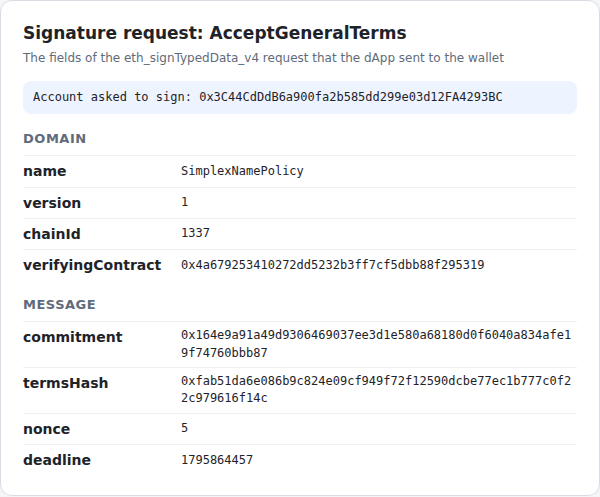 Signature request: AcceptGeneralTerms
The fields of the eth_signTypedData_v4 request that the dApp sent to the wallet
Account asked to sign: 0x3C44CdDdB6a900fa2b585dd299e03d12FA4293BC
DOMAIN
name SimplexNamePolicy
version 1
chainId 1337
verifyingContract 0x4a679253410272dd5232b3ff7cf5dbb88f295319
MESSAGE
commitment 0x164e9a91a49d9306469037ee3d1e580a68180d0f6040a834afe1
9f74760bbb87
termsHash 0xfab51da6e086b9c824e09cf949f72f12590dcbe77ec1b777c0f2
2c979616f14c
nonce 5
deadline 1795864457